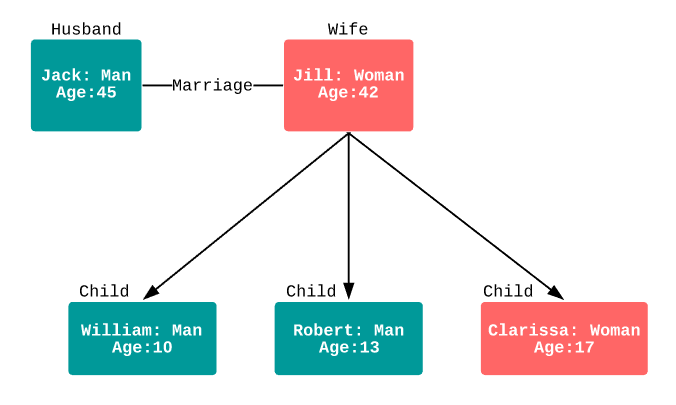 Husband
Wife
Jack: Man
Age:45
Marriage
Jill: Woman
Age:42
Child
Child
Child
William: Man
Age:10
Robert: Man
Age:13
Clarissa: Woman
Age:17